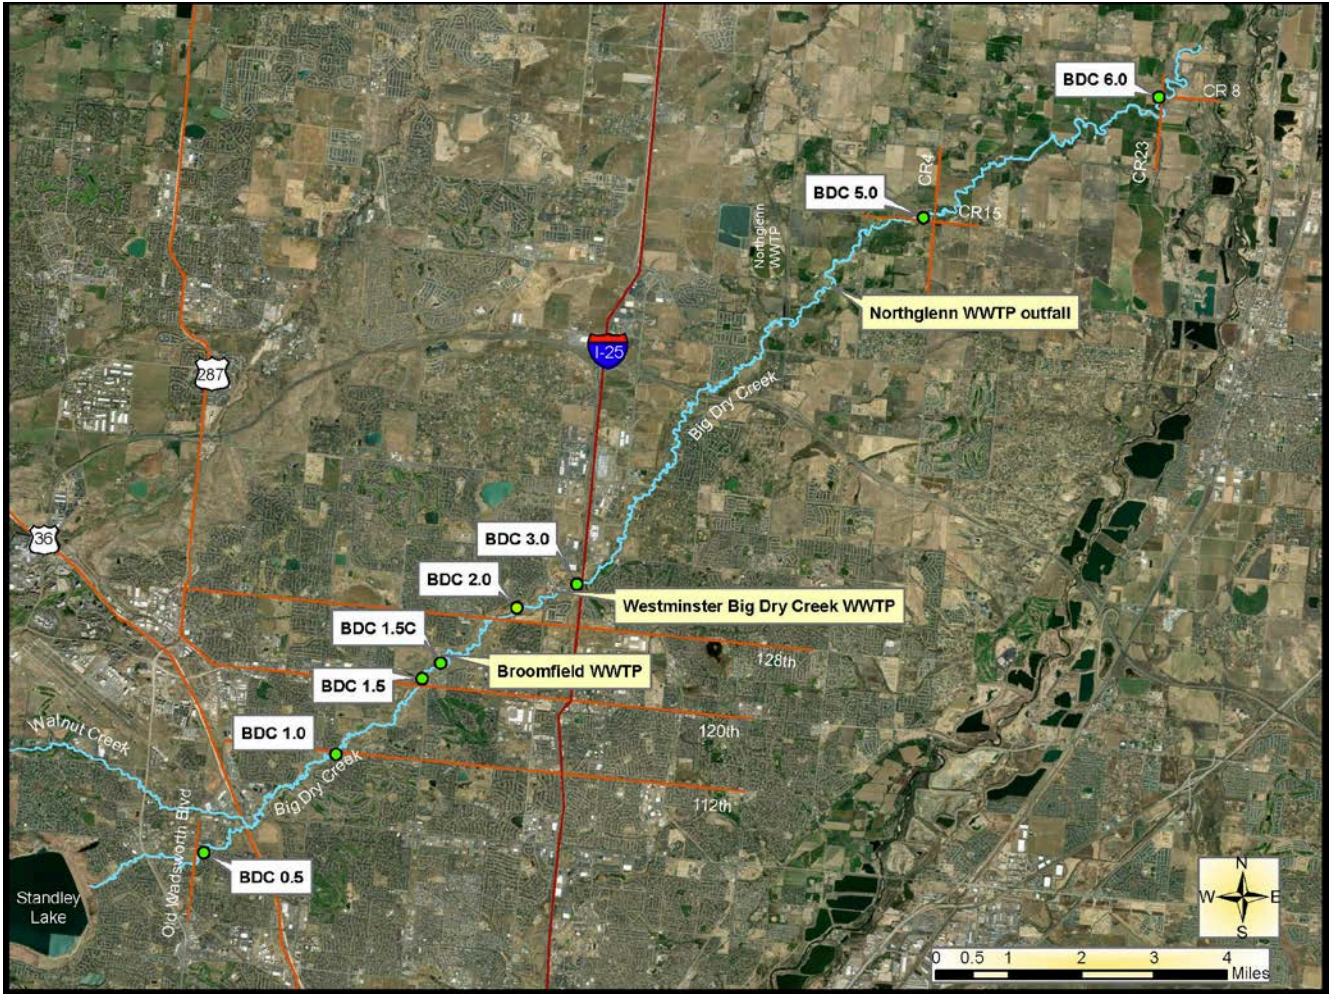 BDC 6.0
CR 8
CR23
CR4
BDC 5.0
CR15
Northglenn
WWTP
Northglenn WWTP outfall
I-25
287
Big Dry Creek
36
BDC 3.0
BDC 2.0
Westminster Big Dry Creek WWTP
BDC 1.5C
128th
Broomfield WWTP
BDC 1.5
120th
Walnut Creek
BDC 1.0
Big Dry Creek
112th
Old Wadsworth Blvd
BDC 0.5
Standley
Lake
N
W E
S
0 0.5 1 2 3 4
Miles